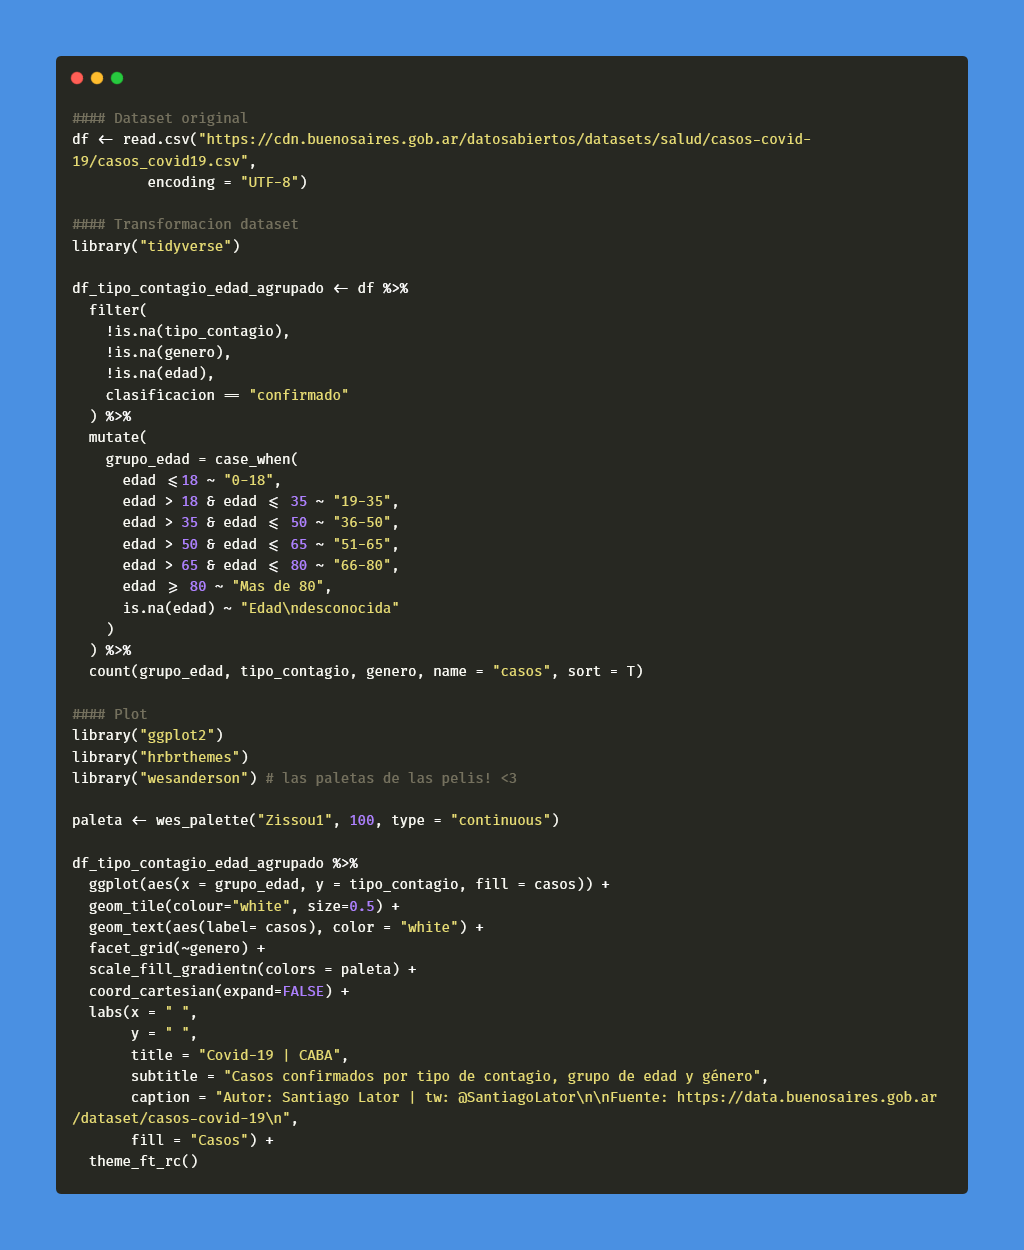 #### Dataset original
df <- read.csv("https://cdn.buenosaires.gob.ar/datosabiertos/datasets/salud/casos-covid-
19/casos_covid19.csv",
         encoding = "UTF-8")

#### Transformacion dataset
library("tidyverse")

df_tipo_contagio_edad_agrupado <- df %>%
  filter(
    !is.na(tipo_contagio),
    !is.na(genero),
    !is.na(edad),
    clasificacion == "confirmado"
  ) %>%
  mutate(
    grupo_edad = case_when(
      edad <=18 ~ "0-18",
      edad > 18 & edad <= 35 ~ "19-35",
      edad > 35 & edad <= 50 ~ "36-50",
      edad > 50 & edad <= 65 ~ "51-65",
      edad > 65 & edad <= 80 ~ "66-80",
      edad >= 80 ~ "Mas de 80",
      is.na(edad) ~ "Edad\ndesconocida"
    )
  ) %>%
  count(grupo_edad, tipo_contagio, genero, name = "casos", sort = T)

#### Plot
library("ggplot2")
library("hrbrthemes")
library("wesanderson") # las paletas de las pelis! <3

paleta <- wes_palette("Zissou1", 100, type = "continuous")

df_tipo_contagio_edad_agrupado %>%
  ggplot(aes(x = grupo_edad, y = tipo_contagio, fill = casos)) +
  geom_tile(colour="white", size=0.5) +
  geom_text(aes(label= casos), color = "white") +
  facet_grid(~genero) +
  scale_fill_gradientn(colors = paleta) +
  coord_cartesian(expand=FALSE) +
  labs(x = " ",
       y = " ",
       title = "Covid-19 | CABA",
       subtitle = "Casos confirmados por tipo de contagio, grupo de edad y género",
       caption = "Autor: Santiago Lator | tw: @SantiagoLator\n\nFuente: https://data.buenosaires.gob.ar
/dataset/casos-covid-19\n",
       fill = "Casos") +
  theme_ft_rc()